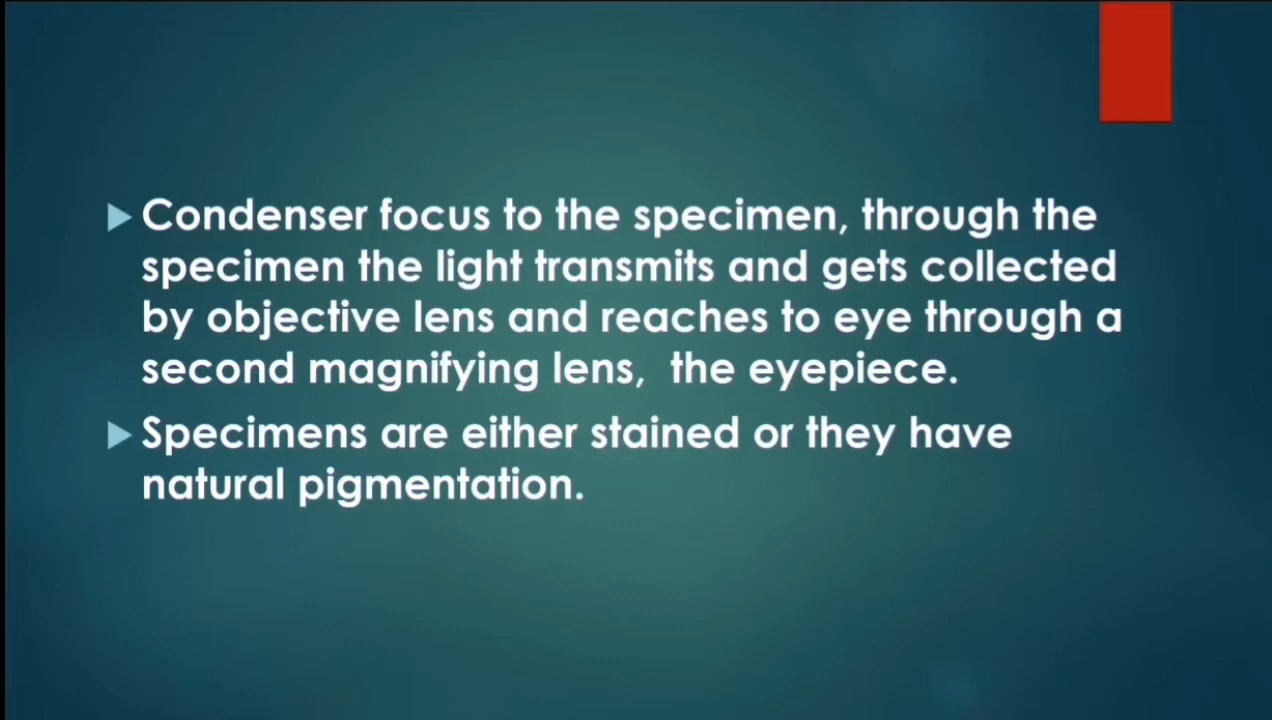 Condenser focus to the specimen, through the
specimen the light transmits and gets collected
by objective lens and reaches to eye through a
second magnifying lens,  the eyepiece.
Specimens are either stained or they have
natural pigmentation.